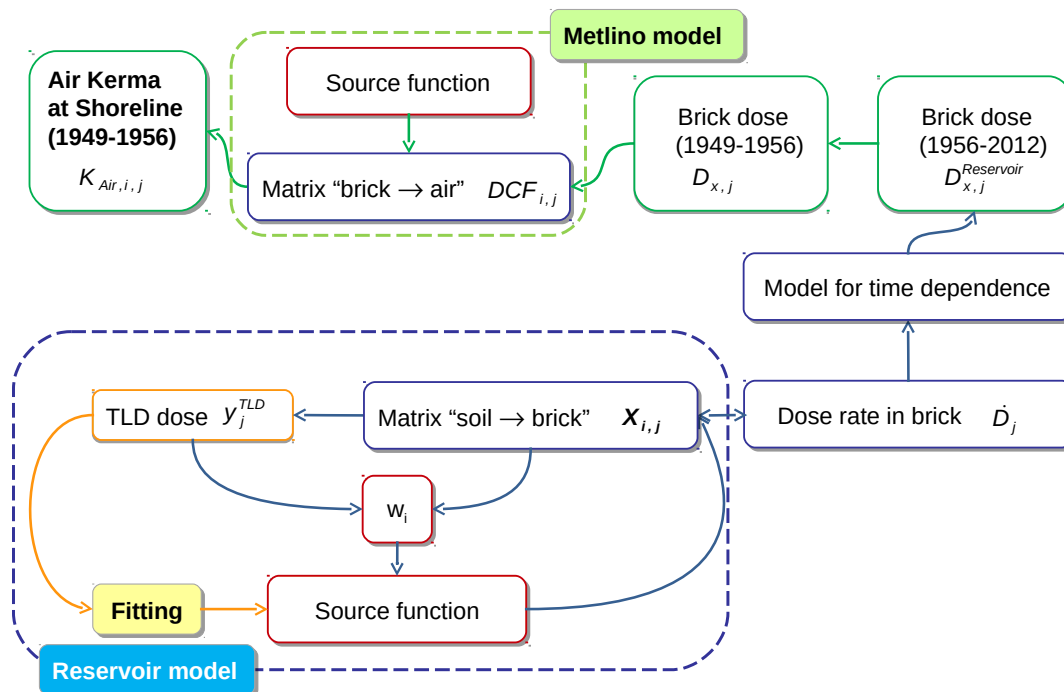 Metlino model
Air Kerma
at Shoreline
(1949-1956)
K Air, i, j
Source function
Matrix “brick → air” DCF i, j
Brick dose
(1949-1956)
D x, j
Brick dose
(1956-2012)
D x, j Reservoir
Model for time dependence
TLD dose y j TLD
Matrix “soil → brick” X i, j
Dose rate in brick Ḋ j
w i
Fitting
Source function
Reservoir model